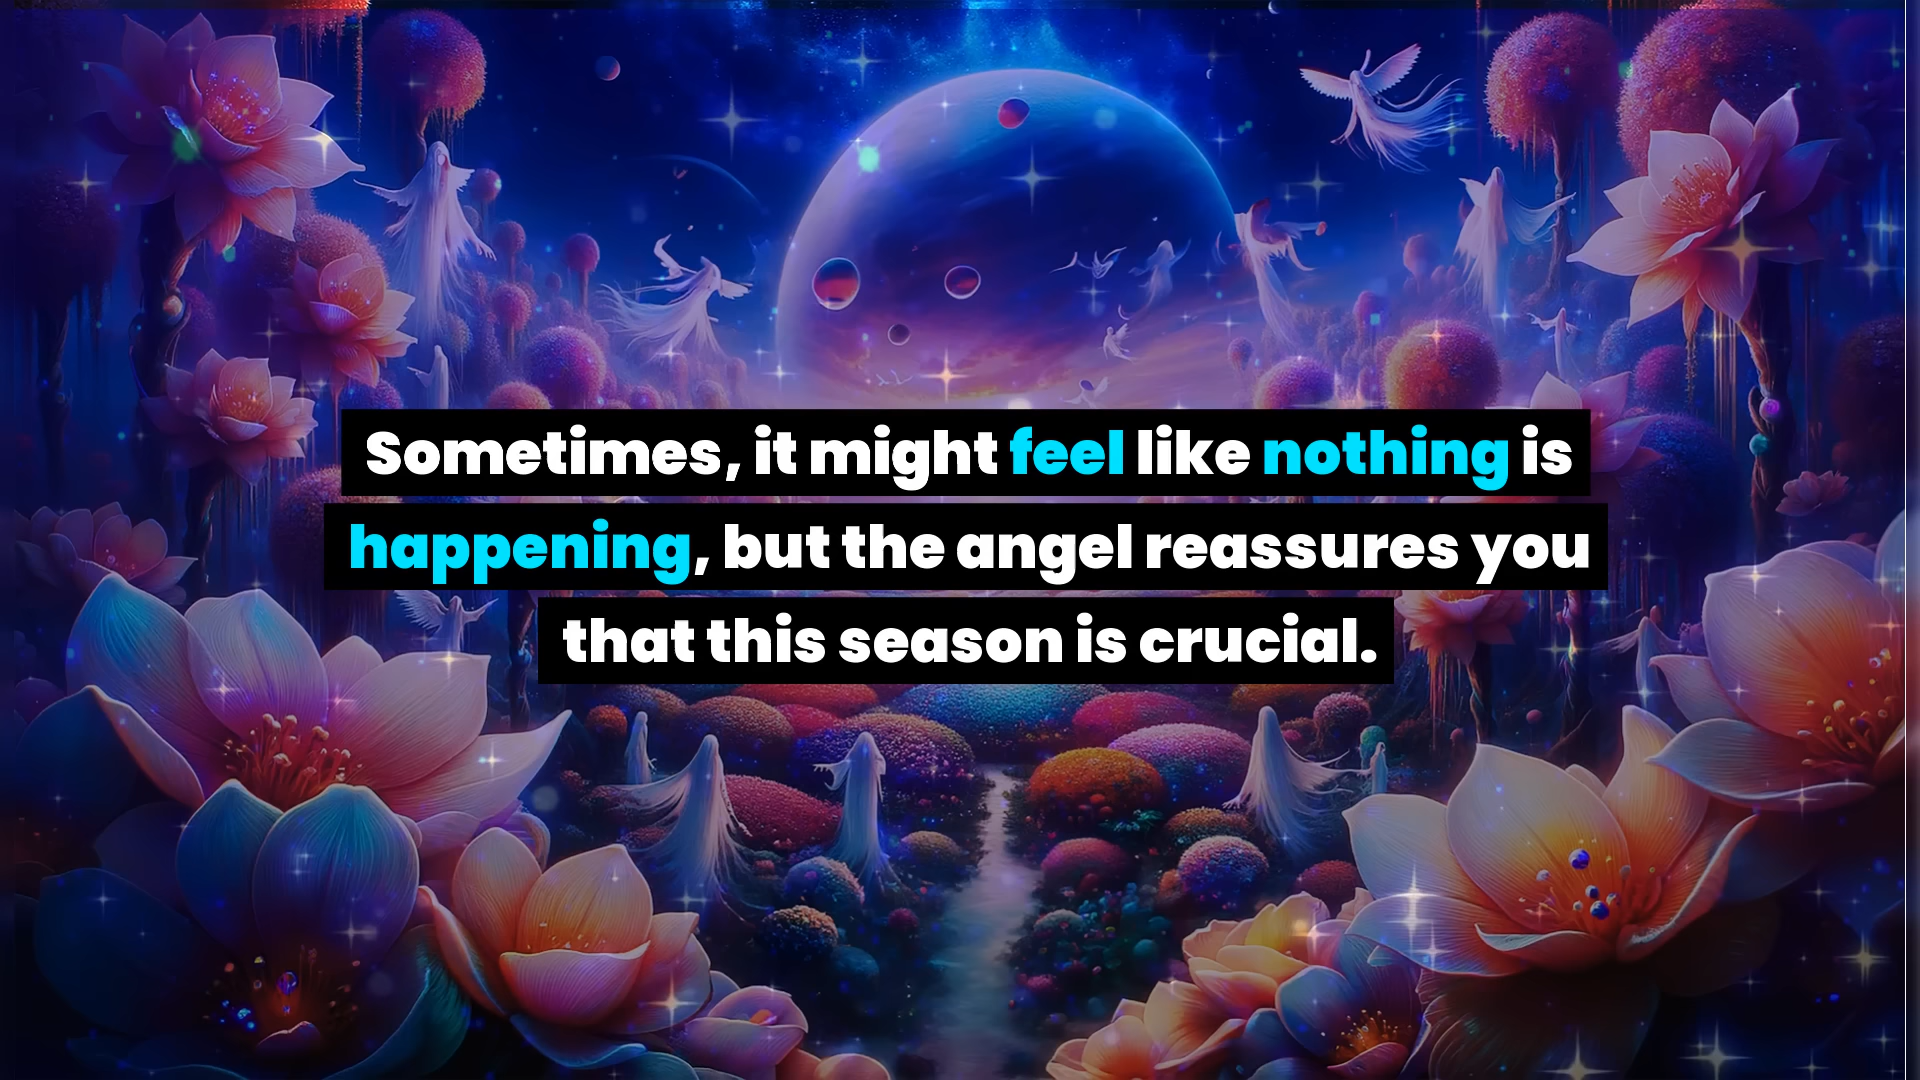 Sometimes, it might feel like nothing is
happening, but the angel reassures you
that this season is crucial.